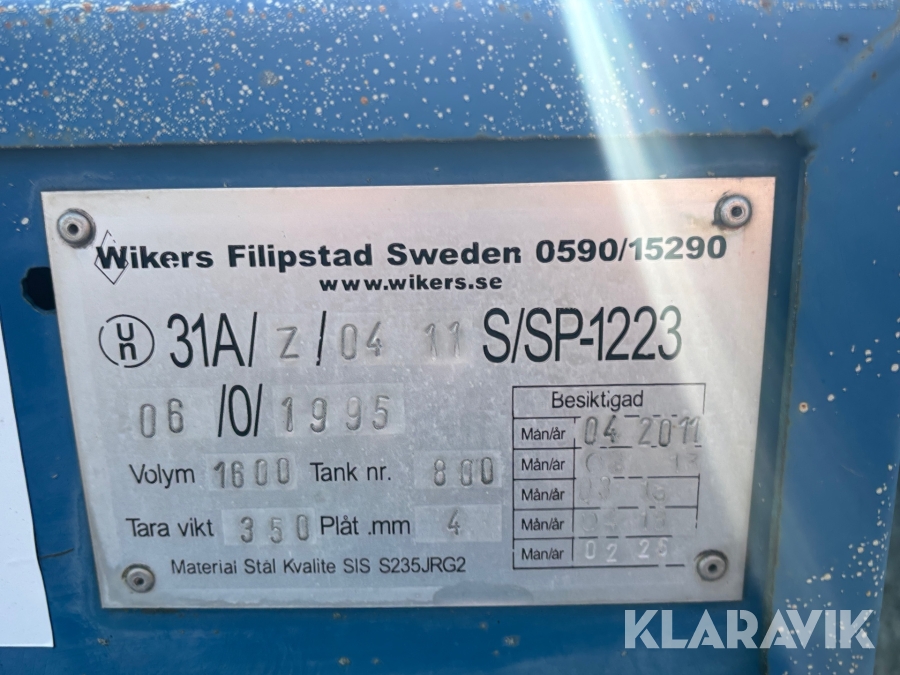 Wikers Filipstad Sweden 0590/15290
www.wikers.se
un 31A/ Z / 04 11 S/SP-1223
06 /0/ 1995
Volym 1600 Tank nr. 800
Tara vikt 350 Plåt .mm 4
Material Stål Kvalite SIS S235JRG2
Besiktigad
Mån/år 04 2011
Mån/år
Mån/år
Mån/år
Mån/år 02 25
KLARAVIK